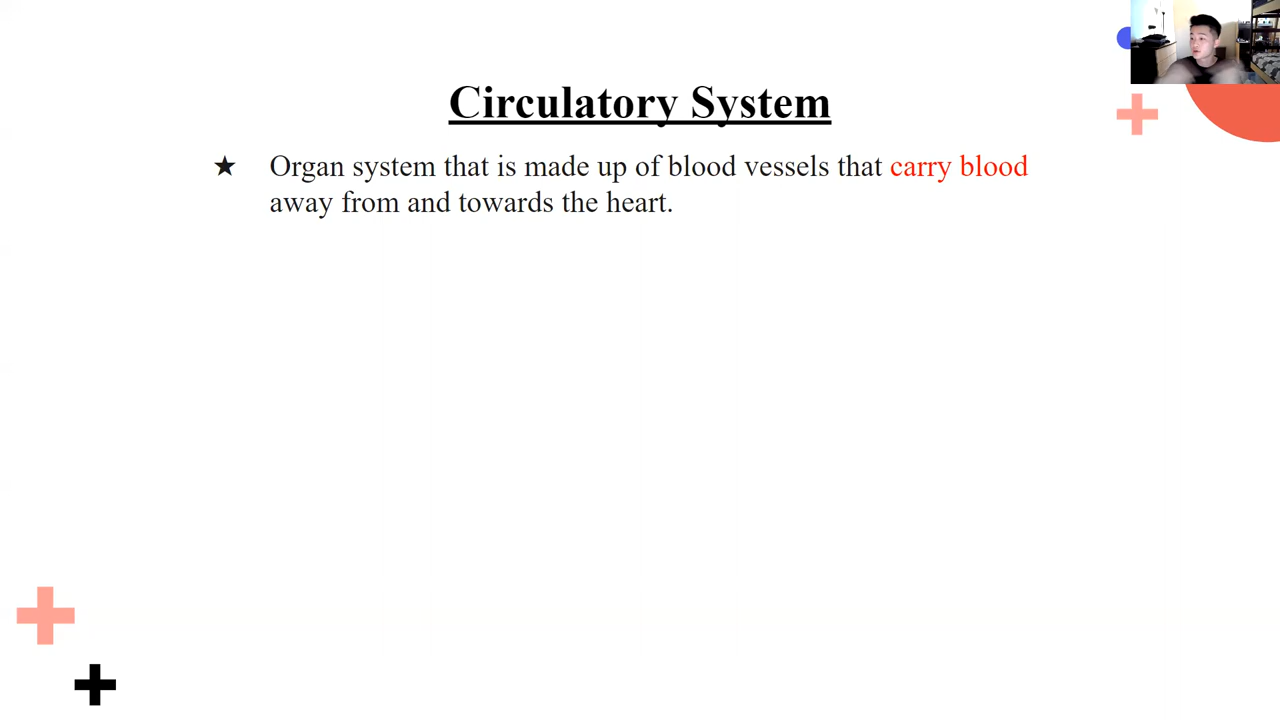 Circulatory System
★ Organ system that is made up of blood vessels that carry blood
away from and towards the heart.